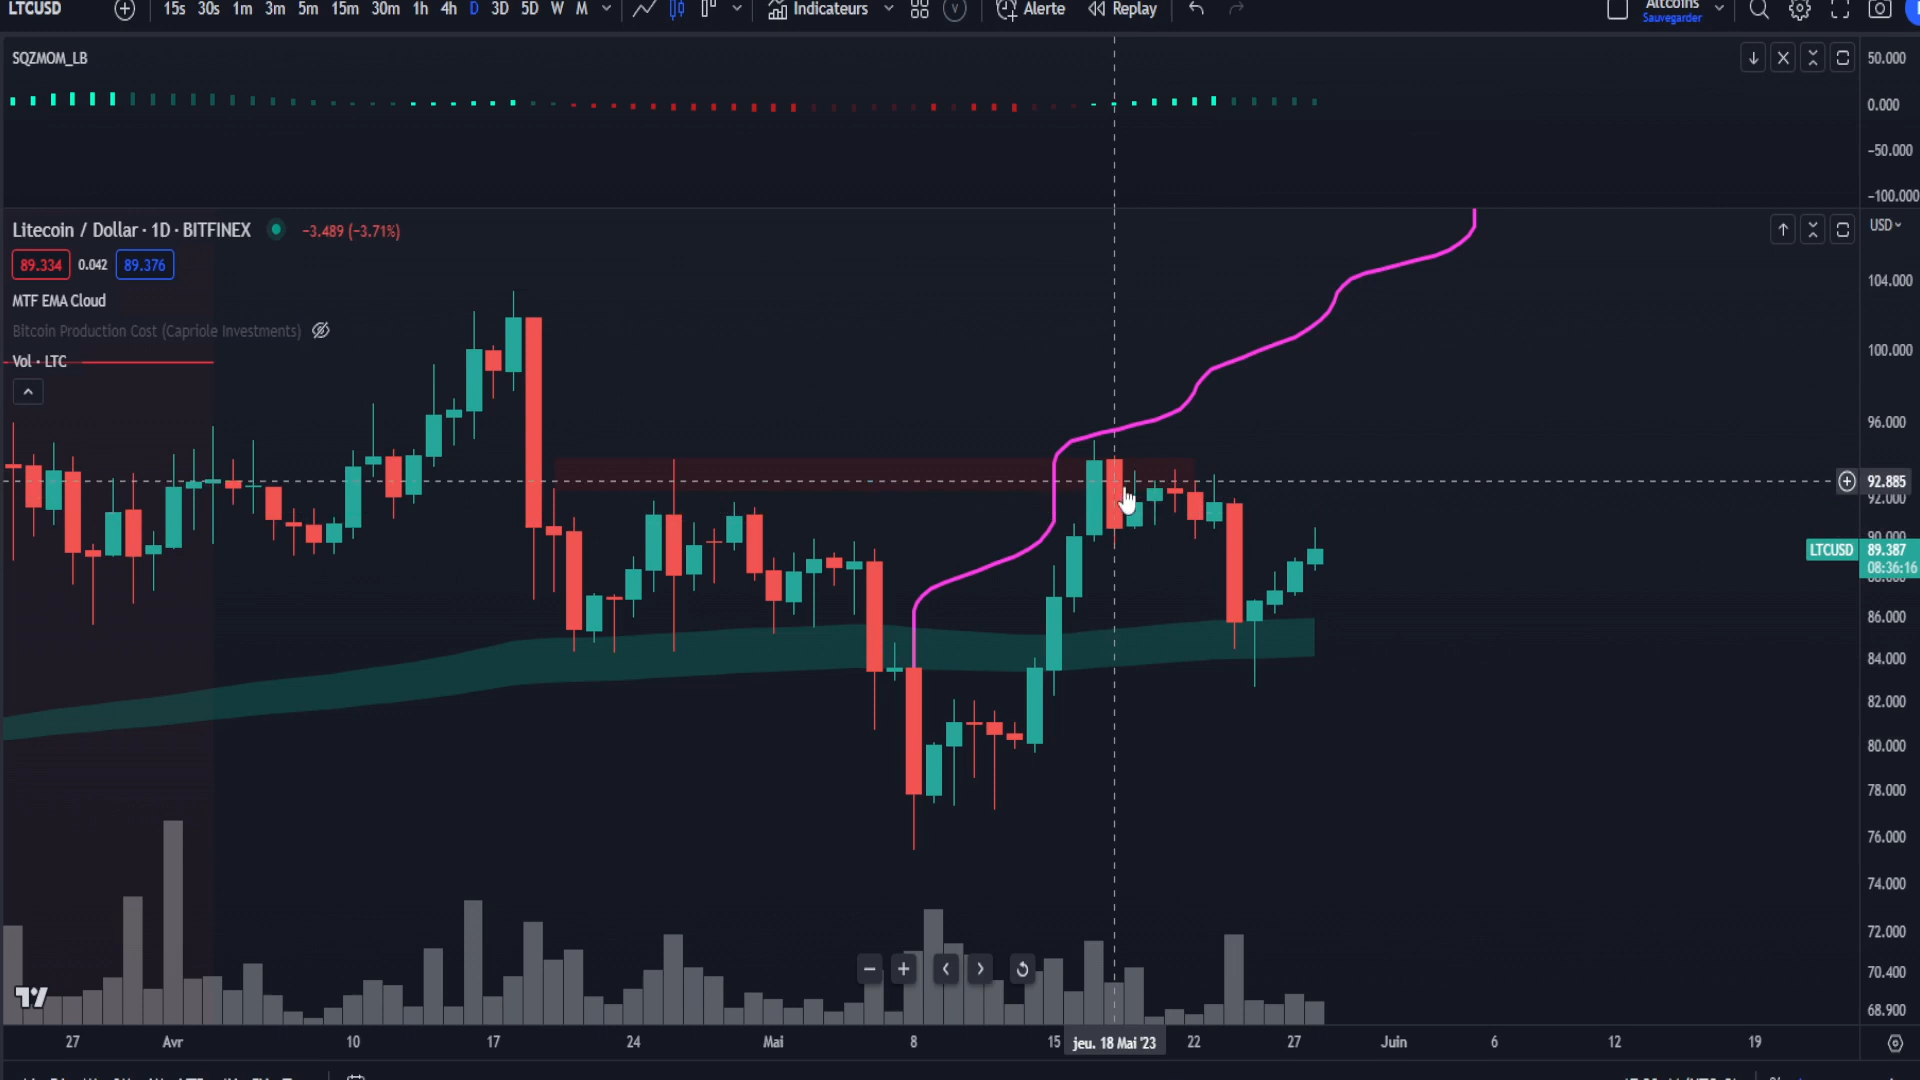 LTCUSD 15s 30s 1m 3m 5m 15m 30m 1h 4h D 3D 5D W M Indicateurs Alerte Replay Altcoins
Sauvegarder
SQZMOM_LB
50.000
0.000
−50.000
−100.000
Litecoin / Dollar · 1D · BITFINEX −3.489 (−3.71%)
USD
89.334 0.042 89.376
MTF EMA Cloud
Bitcoin Production Cost (Capriole Investments)
Vol · LTC
104.000
100.000
96.000
92.885
92.000
90.000
LTCUSD 89.387
08:36:16
88.000
86.000
84.000
82.000
80.000
78.000
76.000
74.000
72.000
70.400
68.900
27 Avr 10 17 24 Mai 8 15 jeu. 18 Mai '23 22 27 Juin 6 12 19